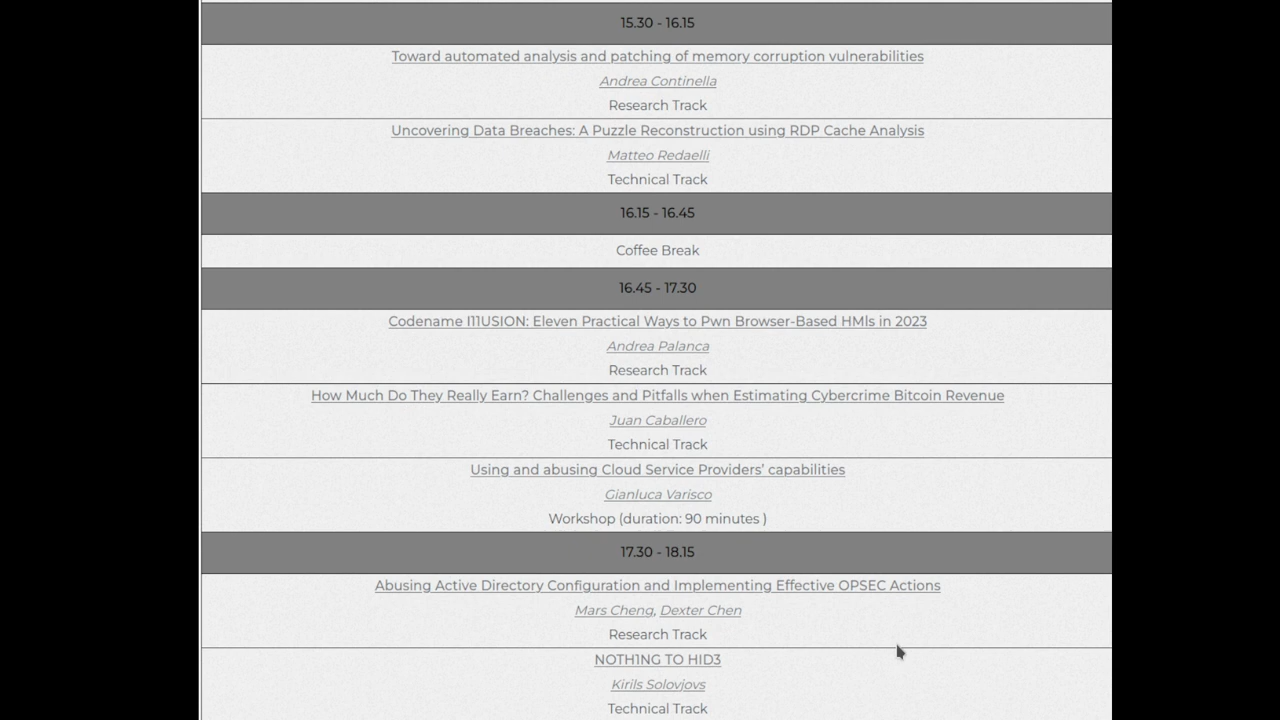 15.30 - 16.15
Toward automated analysis and patching of memory corruption vulnerabilities
Andrea Continella
Research Track
Uncovering Data Breaches: A Puzzle Reconstruction using RDP Cache Analysis
Matteo Redaelli
Technical Track
16.15 - 16.45
Coffee Break
16.45 - 17.30
Codename I11USION: Eleven Practical Ways to Pwn Browser-Based HMIs in 2023
Andrea Palanca
Research Track
How Much Do They Really Earn? Challenges and Pitfalls when Estimating Cybercrime Bitcoin Revenue
Juan Caballero
Technical Track
Using and abusing Cloud Service Providers’ capabilities
Gianluca Varisco
Workshop (duration: 90 minutes )
17.30 - 18.15
Abusing Active Directory Configuration and Implementing Effective OPSEC Actions
Mars Cheng, Dexter Chen
Research Track
NOTH1NG TO HID3
Kirils Solovjovs
Technical Track